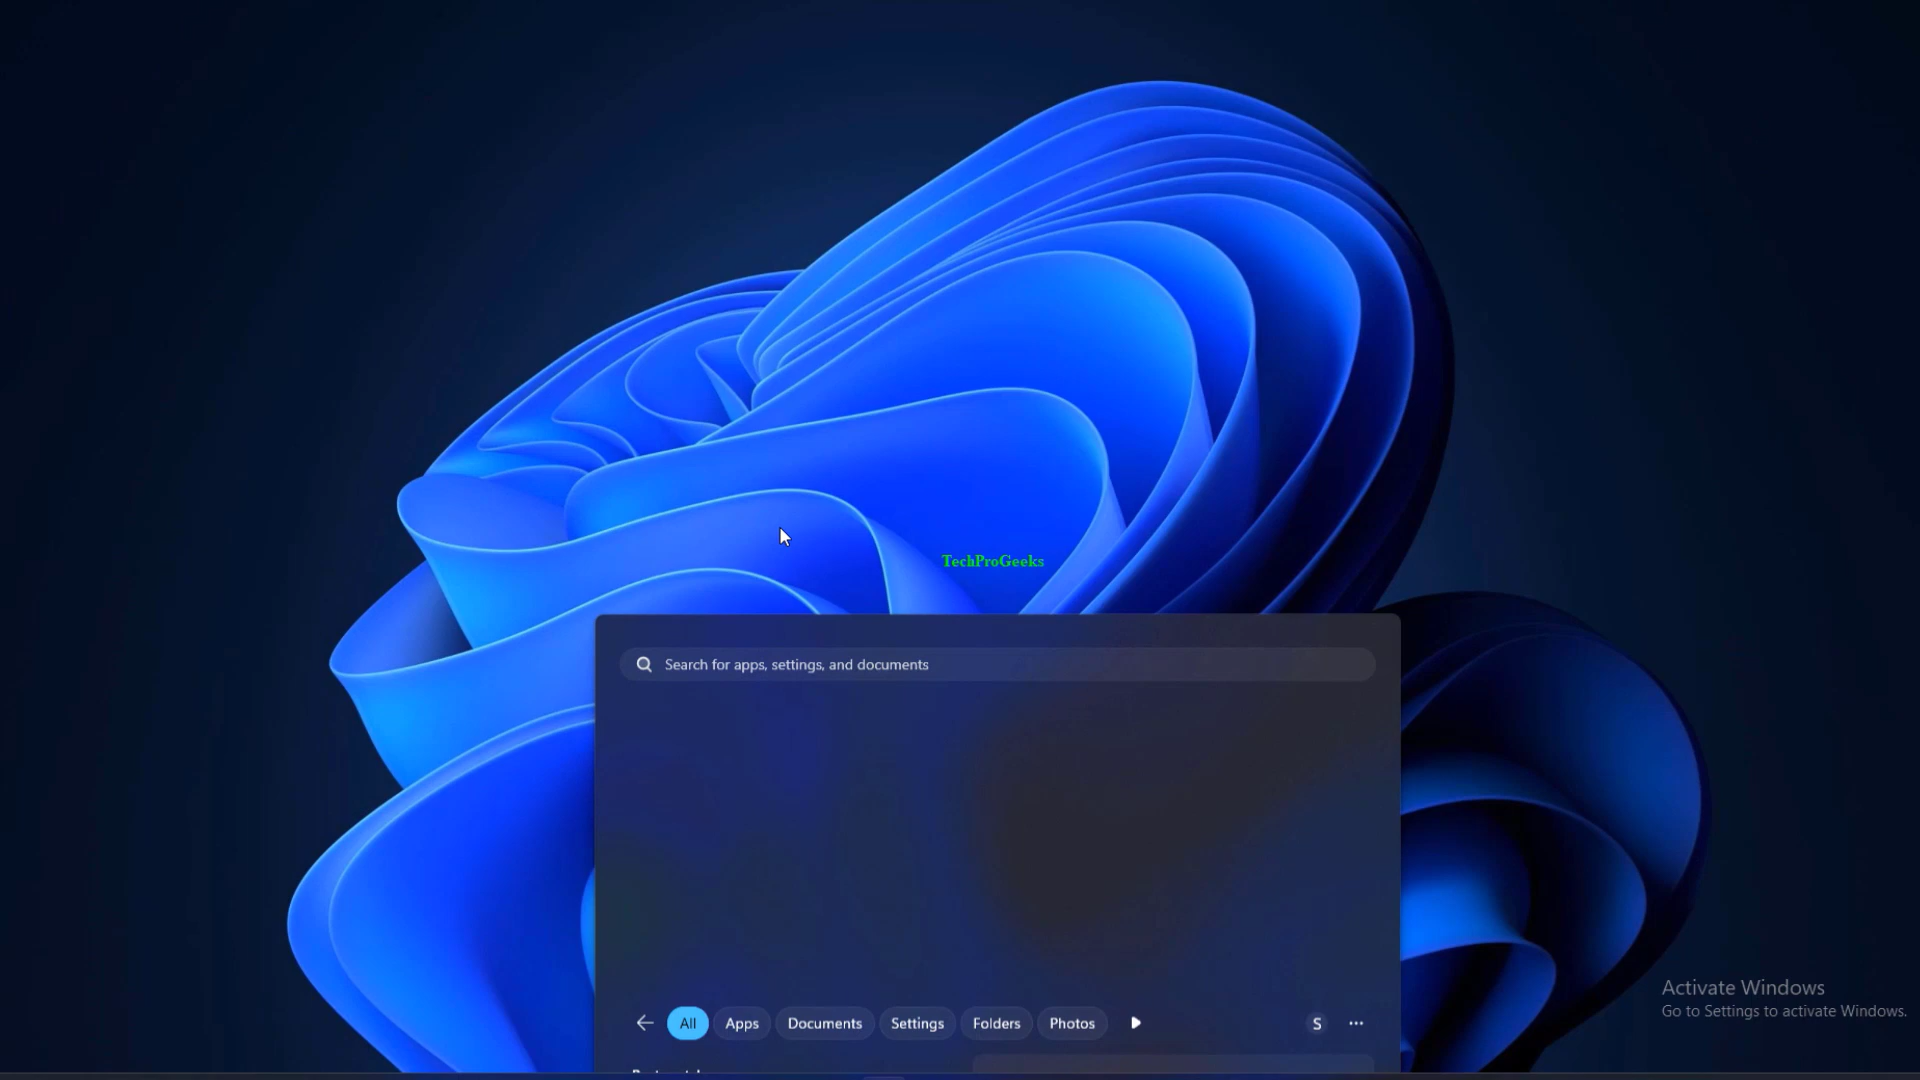 TechProGeeks
Search for apps, settings, and documents
All Apps Documents Settings Folders Photos S
Activate Windows
Go to Settings to activate Windows.